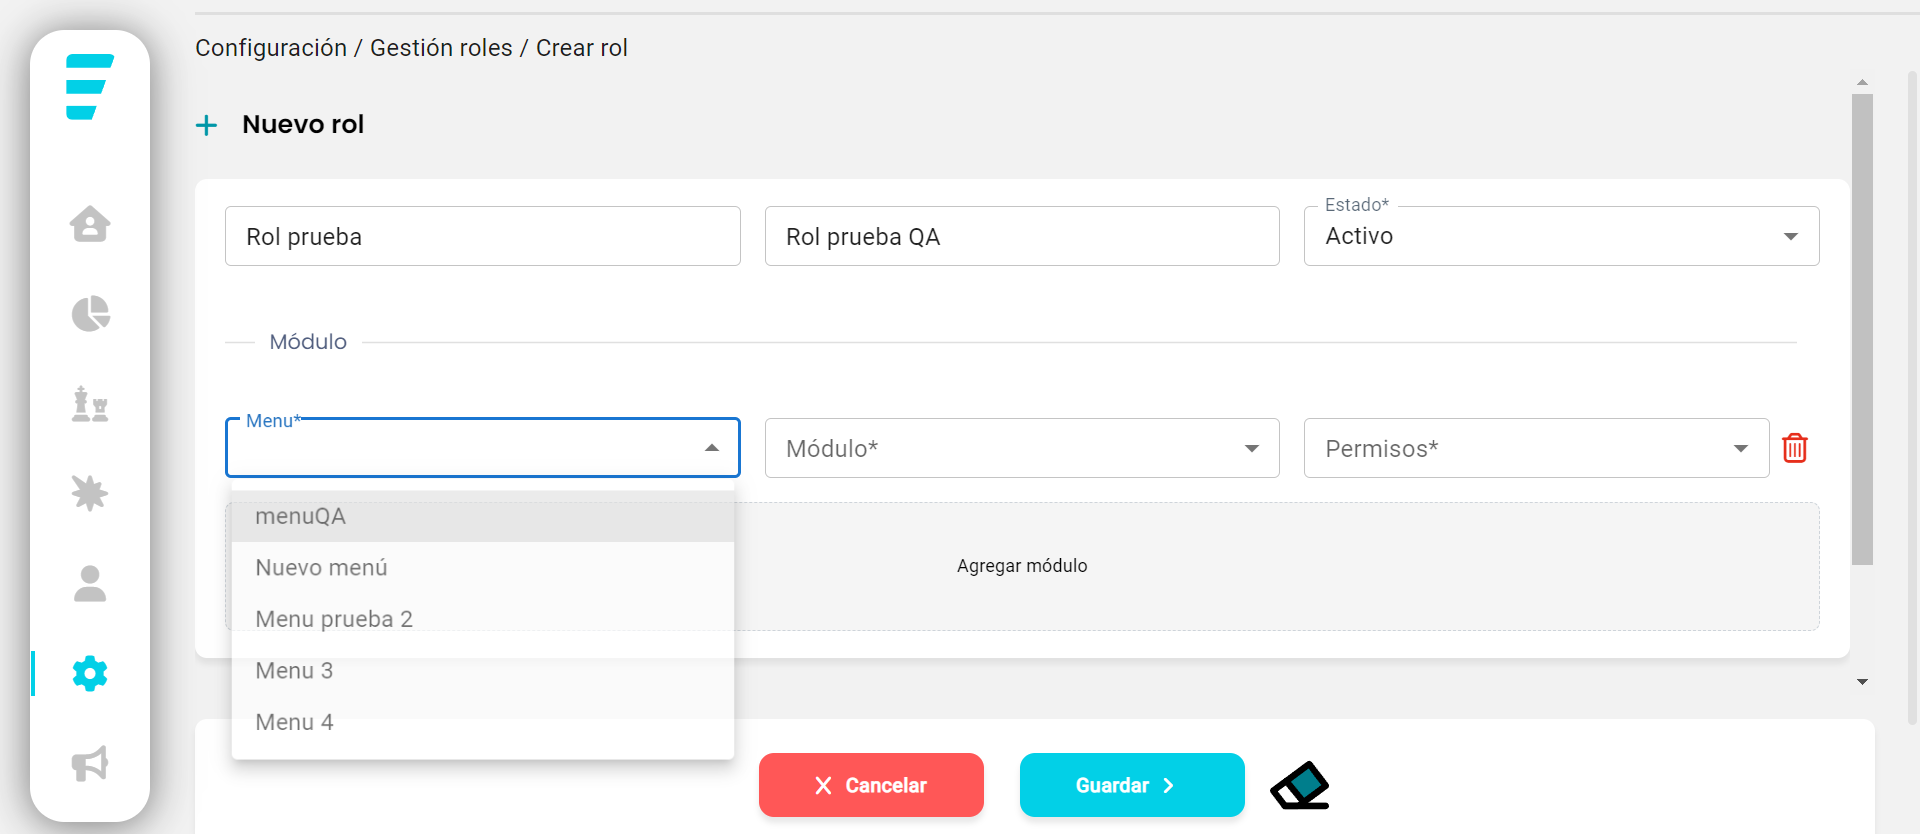 Configuración / Gestión roles / Crear rol
Nuevo rol
Rol prueba
Rol prueba QA
Estado*
Activo
Módulo
Menu*
Módulo*
Permisos*
menuQA
Nuevo menú
Menu prueba 2
Menu 3
Menu 4
Agregar módulo
Cancelar
Guardar